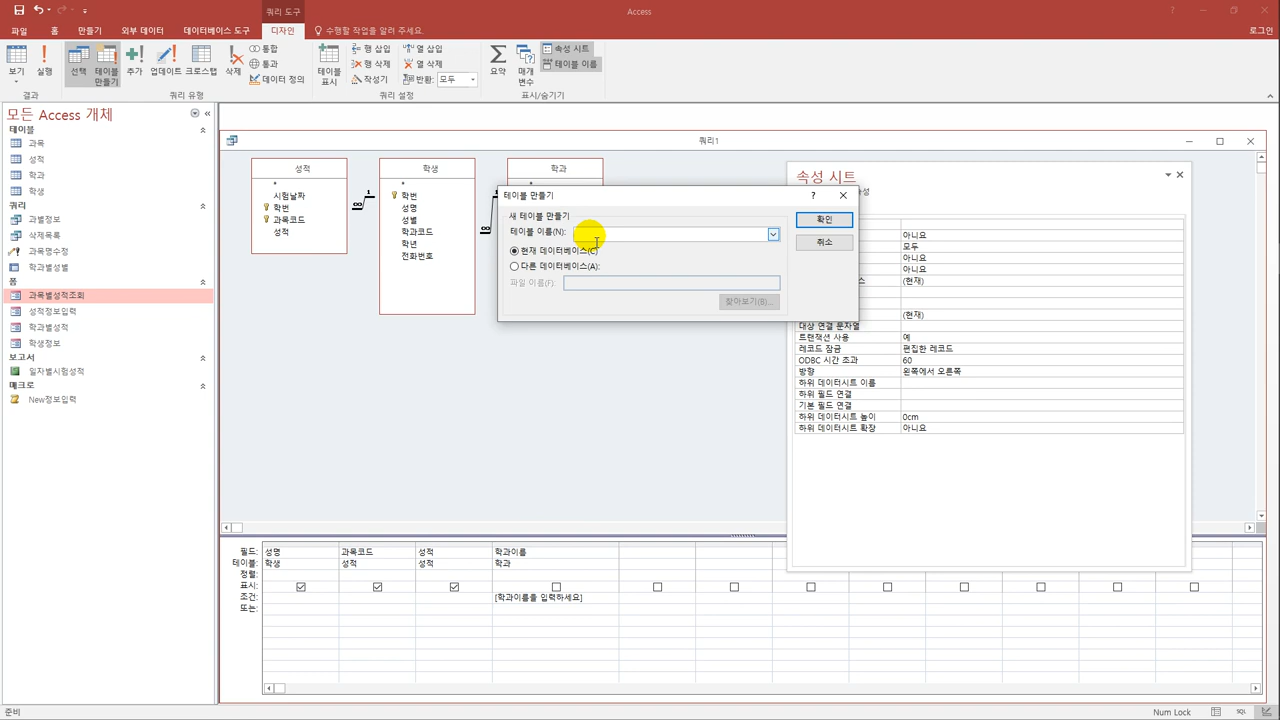 쿼리 도구
Access
파일
홈
만들기
외부 데이터
데이터베이스 도구
디자인
수행할 작업을 알려 주세요.
로그인
보기
실행
선택
테이블
만들기
추가
업데이트
크로스탭
삭제
통합
통과
데이터 정의
테이블
표시
행 삽입
행 삭제
작성기
열 삽입
열 삭제
반환: 모두
요약
매개
변수
속성 시트
테이블 이름
결과
쿼리 유형
쿼리 설정
표시/숨기기
모든 Access 개체
테이블
과목
성적
학과
학생
쿼리
과별정보
삭제목록
과목명수정
학과별성별
폼
과목별성적조회
성적정보입력
학과별성적
학생정보
보고서
일자별시험성적
매크로
New정보입력
쿼리1
성적
*
시험날짜
학번
과목코드
성적
학생
*
학번
성명
성별
학과코드
학년
전화번호
학과
1
∞
1
∞
속성 시트
성
테이블 만들기
?
새 테이블 만들기
테이블 이름(N):
현재 데이터베이스(C)
다른 데이터베이스(A):
파일 이름(F):
찾아보기(B)...
확인
취소
아니요
모두
아니요
아니요
스 (현재)
(현재)
대상 연결 문자열
트랜잭션 사용 예
레코드 잠금 편집한 레코드
ODBC 시간 초과 60
방향 왼쪽에서 오른쪽
하위 데이터시트 이름
하위 필드 연결
기본 필드 연결
하위 데이터시트 높이 0cm
하위 데이터시트 확장 아니요
필드: 성명 과목코드 성적 학과이름
테이블: 학생 성적 성적 학과
정렬:
표시:
조건: [학과이름을 입력하세요]
또는:
준비
Num Lock
SQL